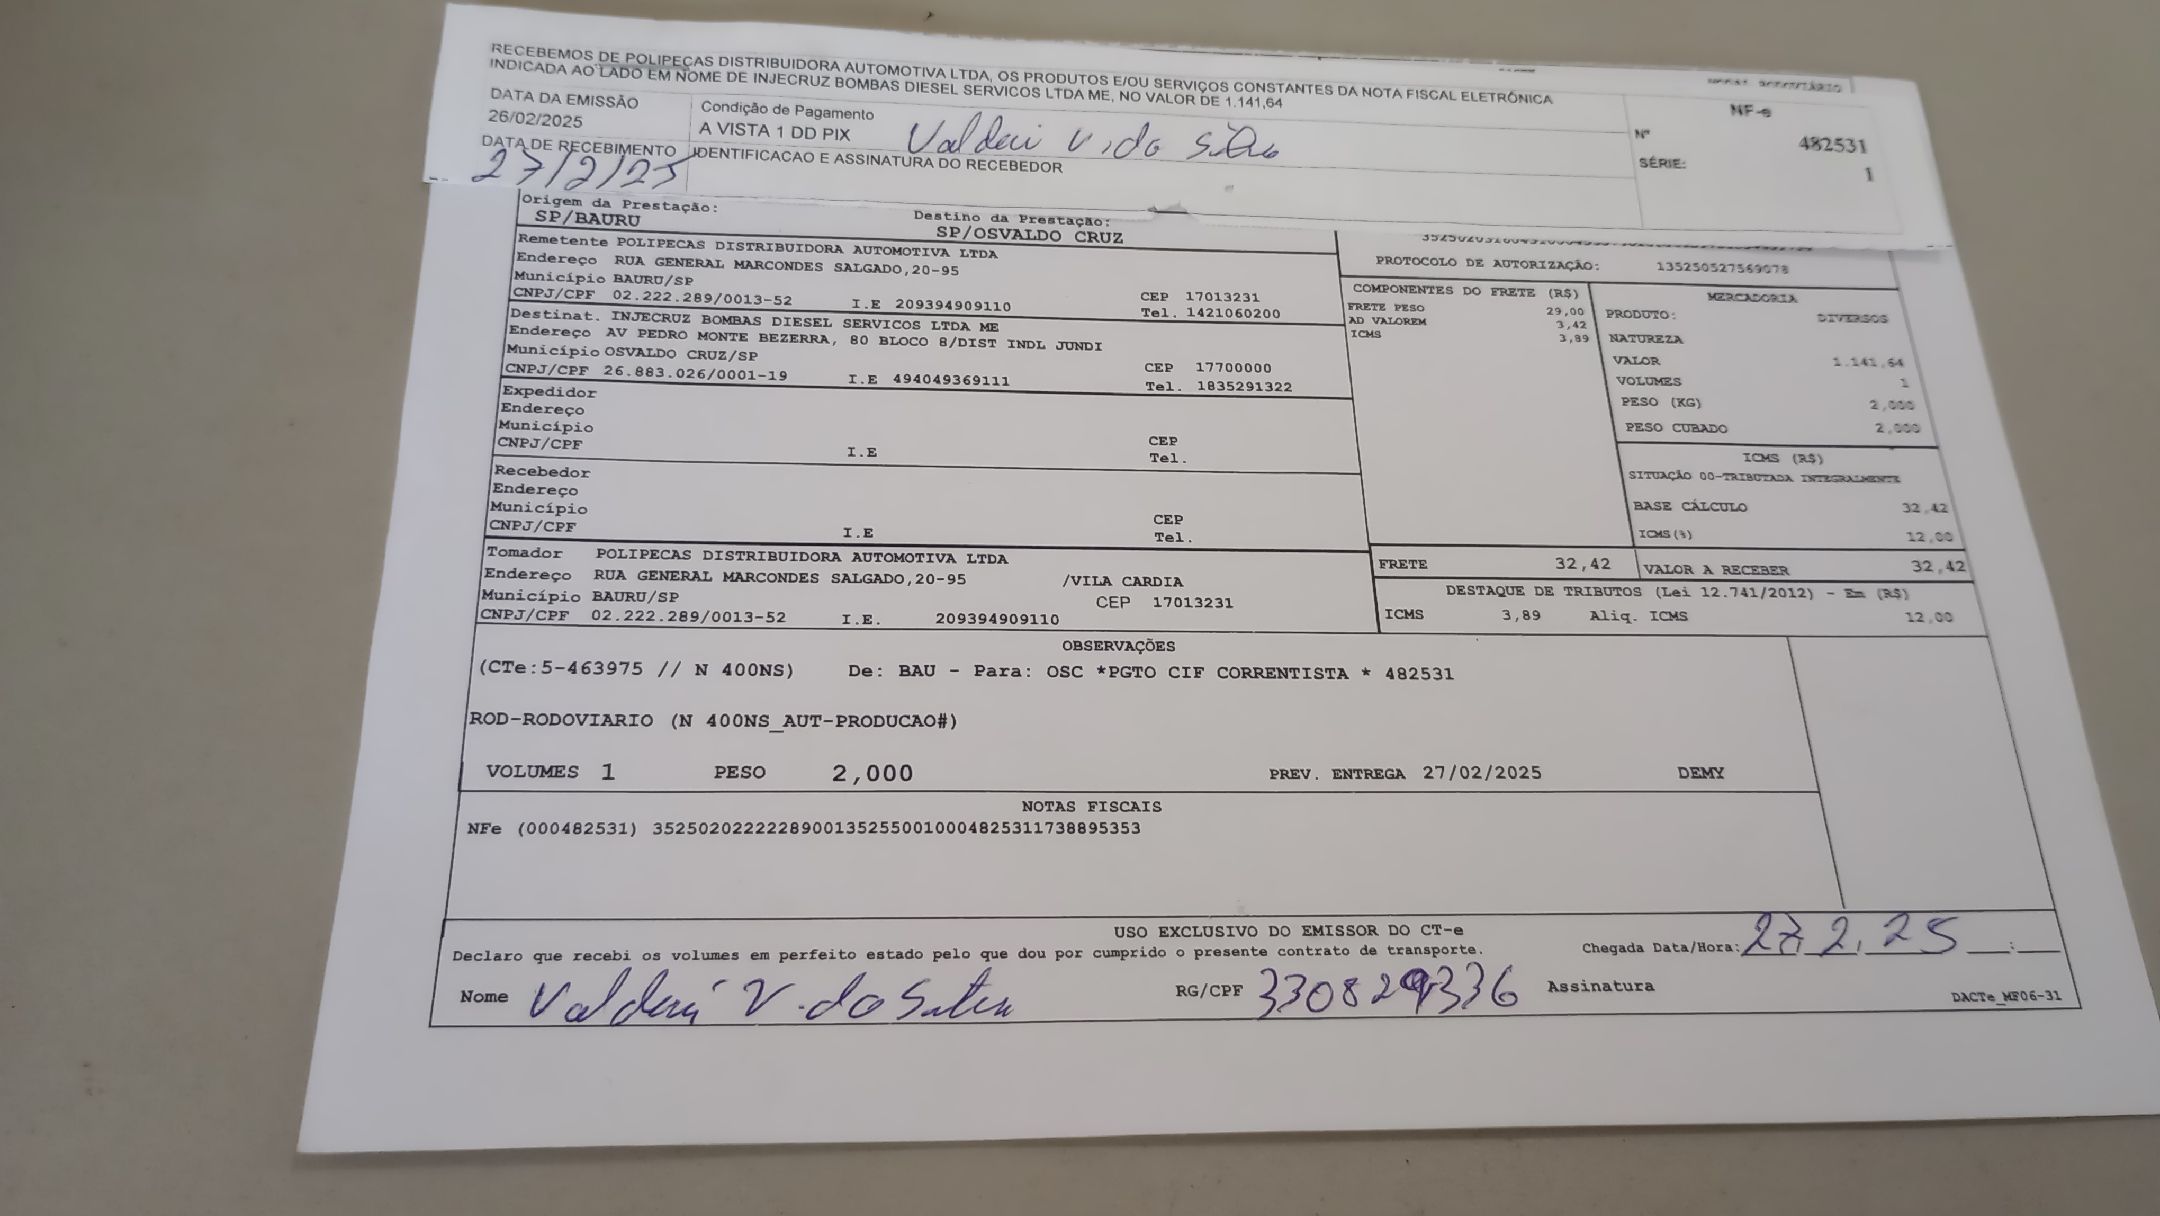 RECEBEMOS DE POLIPEÇAS DISTRIBUIDORA AUTOMOTIVA LTDA, OS PRODUTOS E/OU SERVIÇOS CONSTANTES DA NOTA FISCAL ELETRÔNICA
INDICADA AO LADO EM NOME DE INJECRUZ BOMBAS DIESEL SERVICOS LTDA ME, NO VALOR DE 1.141,64
NF-e
Nº 482531
SÉRIE: 1
DATA DA EMISSÃO
26/02/2025
Condição de Pagamento
A VISTA 1 DD PIX
DATA DE RECEBIMENTO
27/2/25
IDENTIFICACAO E ASSINATURA DO RECEBEDOR
Origem da Prestação:
SP/BAURU
Destino da Prestação:
SP/OSVALDO CRUZ
Remetente POLIPECAS DISTRIBUIDORA AUTOMOTIVA LTDA
Endereço RUA GENERAL MARCONDES SALGADO,20-95
Município BAURU/SP CEP 17013231
CNPJ/CPF 02.222.289/0013-52 I.E 209394909110 Tel. 1421060200
Destinat. INJECRUZ BOMBAS DIESEL SERVICOS LTDA ME
Endereço AV PEDRO MONTE BEZERRA, 80 BLOCO 8/DIST INDL JUNDI
Município OSVALDO CRUZ/SP CEP 17700000
CNPJ/CPF 26.883.026/0001-19 I.E 494049369111 Tel. 1835291322
Expedidor
Endereço
Município CEP
CNPJ/CPF I.E Tel.
Recebedor
Endereço
Município CEP
CNPJ/CPF I.E Tel.
Tomador POLIPECAS DISTRIBUIDORA AUTOMOTIVA LTDA
Endereço RUA GENERAL MARCONDES SALGADO,20-95 /VILA CARDIA
Município BAURU/SP CEP 17013231
CNPJ/CPF 02.222.289/0013-52 I.E. 209394909110
PROTOCOLO DE AUTORIZAÇÃO: 135250527569078
COMPONENTES DO FRETE (R$)
FRETE PESO 29,00
AD VALOREM 3,42
ICMS 3,89
MERCADORIA
PRODUTO: DIVERSOS
NATUREZA
VALOR 1.141,64
VOLUMES 1
PESO (KG) 2,000
PESO CUBADO 2,000
ICMS (R$)
SITUAÇÃO 00-TRIBUTADA INTEGRALMENTE
BASE CÁLCULO 32,42
ICMS(%) 12,00
FRETE 32,42 VALOR A RECEBER 32,42
DESTAQUE DE TRIBUTOS (Lei 12.741/2012) - Em (R$)
ICMS 3,89 Aliq. ICMS 12,00
OBSERVAÇÕES
(CTe:5-463975 // N 400NS) De: BAU - Para: OSC *PGTO CIF CORRENTISTA * 482531
ROD-RODOVIARIO (N 400NS_AUT-PRODUCAO#)
VOLUMES 1 PESO 2,000 PREV. ENTREGA 27/02/2025 DEMY
NOTAS FISCAIS
NFe (000482531) 35250202222289001352550010004825311738895353
USO EXCLUSIVO DO EMISSOR DO CT-e
Declaro que recebi os volumes em perfeito estado pelo que dou por cumprido o presente contrato de transporte.
Chegada Data/Hora: 27, 2, 25 __:__
Nome Valdeci V. do RG/CPF Assinatura
DACTe_MF06-31